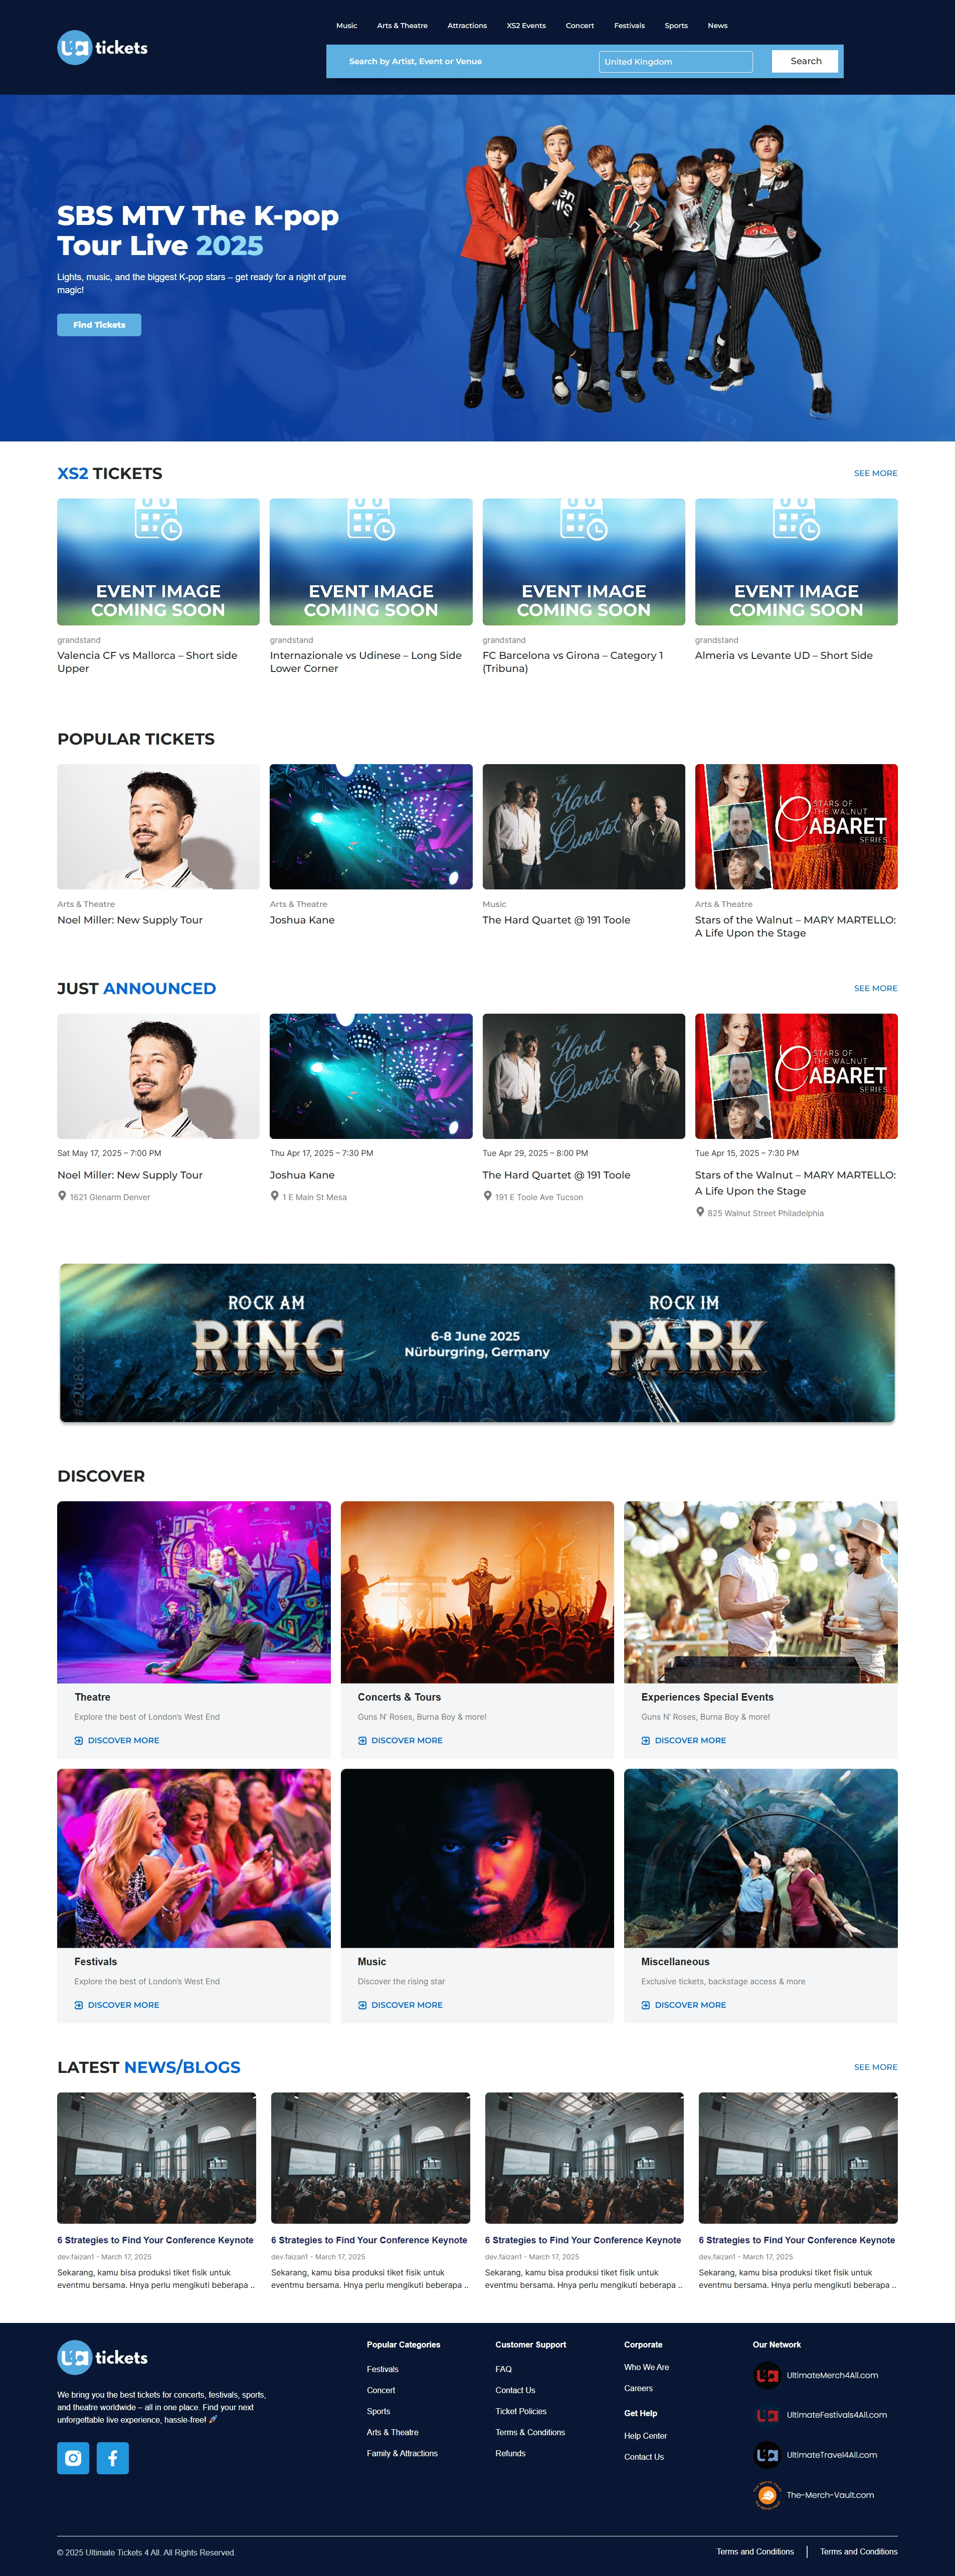 ua tickets
Music Arts & Theatre Attractions XS2 Events Concert Festivals Sports News
Search by Artist, Event or Venue United Kingdom Search
SBS MTV The K-pop
Tour Live 2025
Lights, music, and the biggest K-pop stars – get ready for a night of pure
magic!
Find Tickets
XS2 TICKETS SEE MORE
EVENT IMAGE
COMING SOON
EVENT IMAGE
COMING SOON
EVENT IMAGE
COMING SOON
EVENT IMAGE
COMING SOON
grandstand
Valencia CF vs Mallorca – Short side
Upper
grandstand
Internazionale vs Udinese – Long Side
Lower Corner
grandstand
FC Barcelona vs Girona – Category 1
(Tribuna)
grandstand
Almeria vs Levante UD – Short Side
POPULAR TICKETS
The
Hard
Quartet
STARS OF
THE WALNUT
CABARET
SERIES
Arts & Theatre
Noel Miller: New Supply Tour
Arts & Theatre
Joshua Kane
Music
The Hard Quartet @ 191 Toole
Arts & Theatre
Stars of the Walnut – MARY MARTELLO:
A Life Upon the Stage
JUST ANNOUNCED SEE MORE
The
Hard
Quartet
STARS OF
THE WALNUT
CABARET
SERIES
Sat May 17, 2025 – 7:00 PM
Noel Miller: New Supply Tour
1621 Glenarm Denver
Thu Apr 17, 2025 – 7:30 PM
Joshua Kane
1 E Main St Mesa
Tue Apr 29, 2025 – 8:00 PM
The Hard Quartet @ 191 Toole
191 E Toole Ave Tucson
Tue Apr 15, 2025 – 7:30 PM
Stars of the Walnut – MARY MARTELLO:
A Life Upon the Stage
825 Walnut Street Philadelphia
ROCK AM
RING
6-8 June 2025
Nürburgring, Germany
ROCK IM
PARK
DISCOVER
Theatre
Explore the best of London's West End
DISCOVER MORE
Concerts & Tours
Guns N' Roses, Burna Boy & more!
DISCOVER MORE
Experiences Special Events
Guns N' Roses, Burna Boy & more!
DISCOVER MORE
Festivals
Explore the best of London's West End
DISCOVER MORE
Music
Discover the rising star
DISCOVER MORE
Miscellaneous
Exclusive tickets, backstage access & more
DISCOVER MORE
LATEST NEWS/BLOGS SEE MORE
6 Strategies to Find Your Conference Keynote
dev.faizan1 - March 17, 2025
Sekarang, kamu bisa produksi tiket fisik untuk
eventmu bersama. Hnya perlu mengikuti beberapa ..
6 Strategies to Find Your Conference Keynote
dev.faizan1 - March 17, 2025
Sekarang, kamu bisa produksi tiket fisik untuk
eventmu bersama. Hnya perlu mengikuti beberapa ..
6 Strategies to Find Your Conference Keynote
dev.faizan1 - March 17, 2025
Sekarang, kamu bisa produksi tiket fisik untuk
eventmu bersama. Hnya perlu mengikuti beberapa ..
6 Strategies to Find Your Conference Keynote
dev.faizan1 - March 17, 2025
Sekarang, kamu bisa produksi tiket fisik untuk
eventmu bersama. Hnya perlu mengikuti beberapa ..
ua tickets
We bring you the best tickets for concerts, festivals, sports,
and theatre worldwide – all in one place. Find your next
unforgettable live experience, hassle-free! 🚀
Popular Categories
Festivals
Concert
Sports
Arts & Theatre
Family & Attractions
Customer Support
FAQ
Contact Us
Ticket Policies
Terms & Conditions
Refunds
Corporate
Who We Are
Careers
Get Help
Help Center
Contact Us
Our Network
UltimateMerch4All.com
UltimateFestivals4All.com
UltimateTravel4All.com
The-Merch-Vault.com
© 2025 Ultimate Tickets 4 All. All Rights Reserved.
Terms and Conditions Terms and Conditions